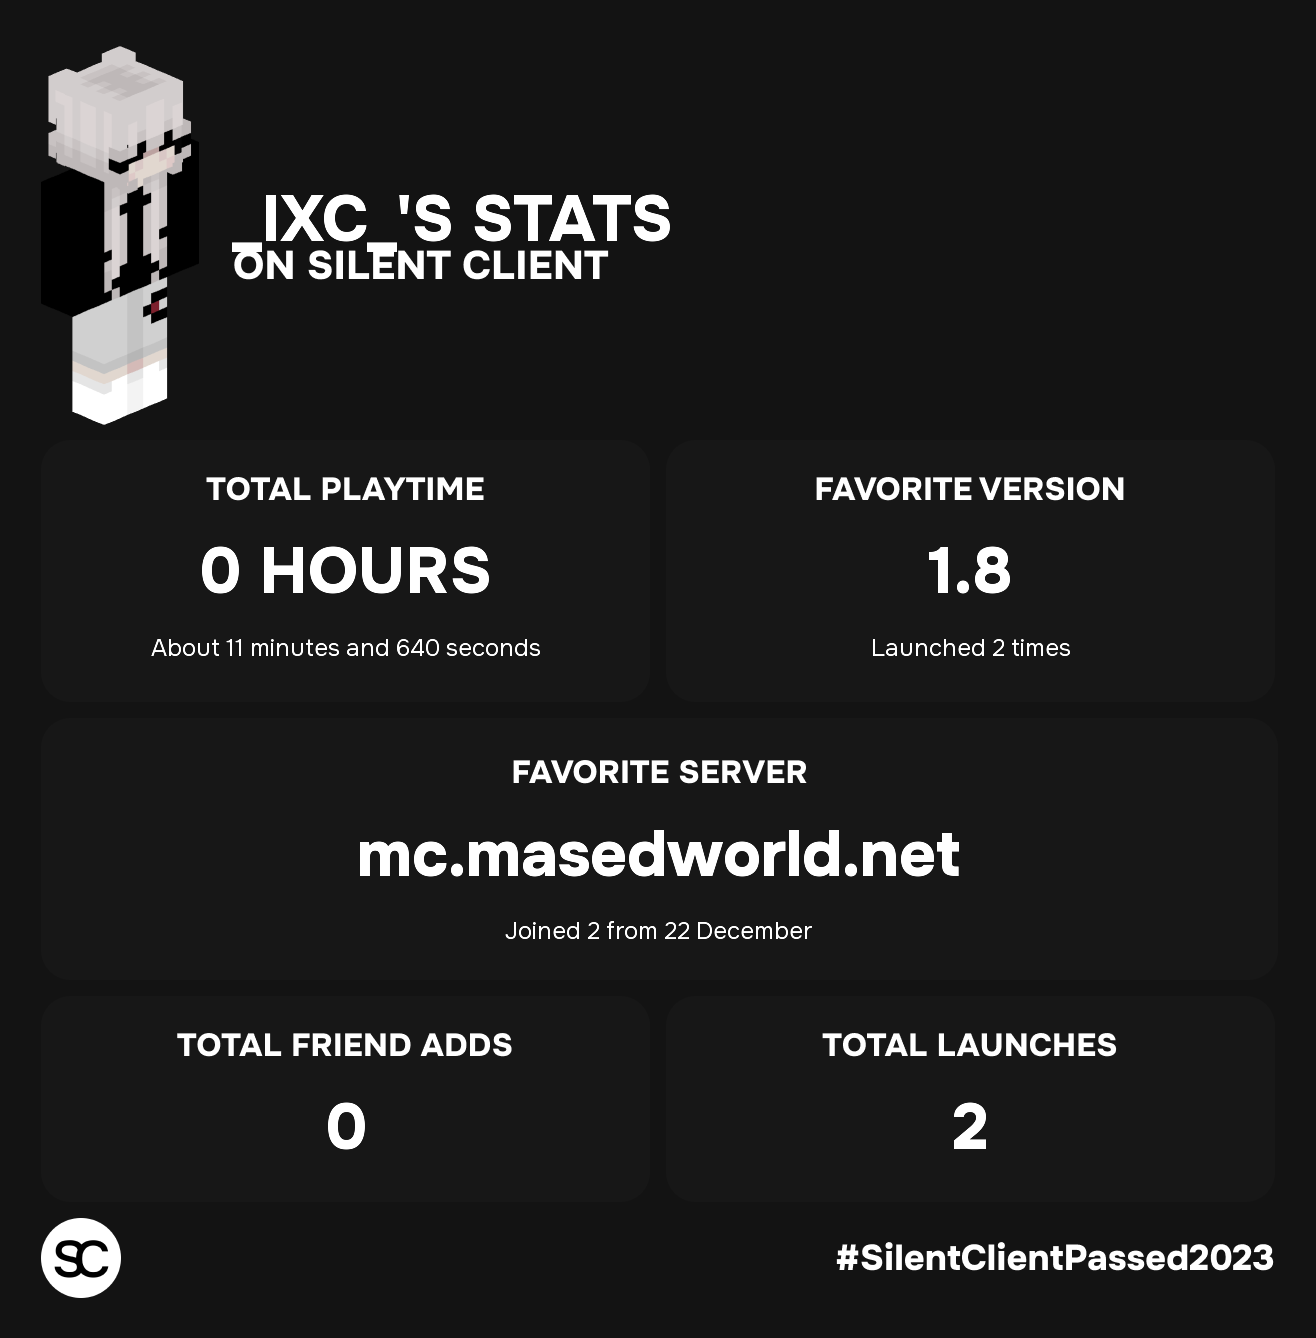 _IXC_'S STATS
ON SILENT CLIENT
TOTAL PLAYTIME
0 HOURS
About 11 minutes and 640 seconds
FAVORITE VERSION
1.8
Launched 2 times
FAVORITE SERVER
mc.masedworld.net
Joined 2 from 22 December
TOTAL FRIEND ADDS
0
TOTAL LAUNCHES
2
SC
#SilentClientPassed2023